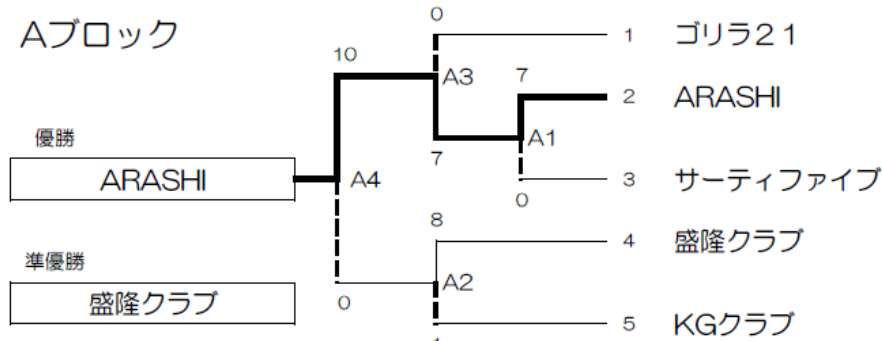 Aブロック
0
1 ゴリラ21
10
A3
7
2 ARASHI
優勝
ARASHI
A4
7
A1
3 サーティファイブ
0
8
4 盛隆クラブ
準優勝
盛隆クラブ
0
A2
5 KGクラブ